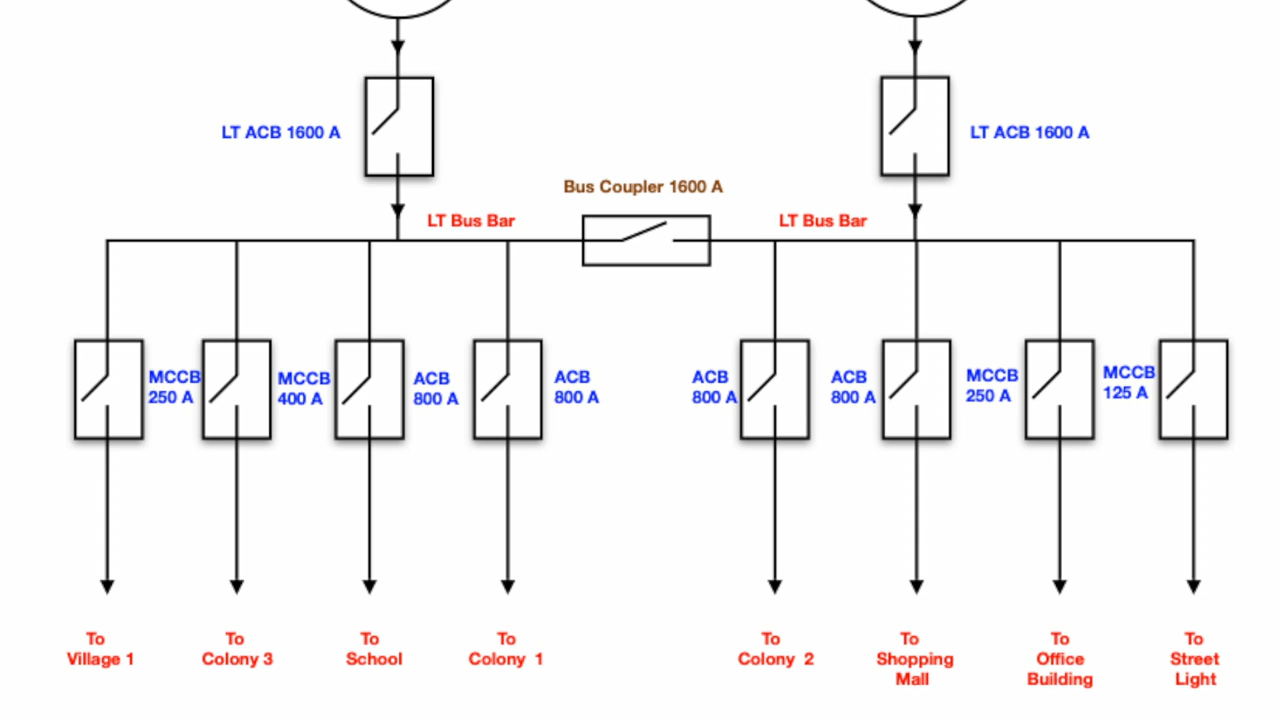 LT ACB 1600 A
LT ACB 1600 A
Bus Coupler 1600 A
LT Bus Bar
LT Bus Bar
MCCB
250 A
MCCB
400 A
ACB
800 A
ACB
800 A
ACB
800 A
ACB
800 A
MCCB
250 A
MCCB
125 A
To
Village 1
To
Colony 3
To
School
To
Colony 1
To
Colony 2
To
Shopping
Mall
To
Office
Building
To
Street
Light